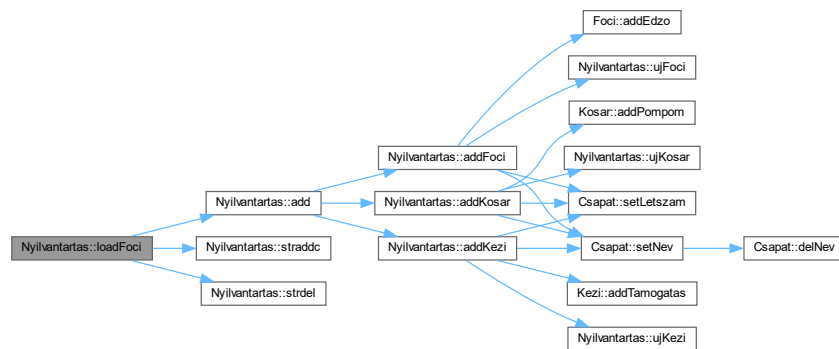 Foci::addEdzo
Nyilvantartas::ujFoci
Kosar::addPompom
Nyilvantartas::addFoci
Nyilvantartas::ujKosar
Nyilvantartas::add
Nyilvantartas::addKosar
Csapat::setLetszam
Nyilvantartas::loadFoci
Nyilvantartas::straddc
Nyilvantartas::addKezi
Csapat::setNev
Csapat::delNev
Nyilvantartas::strdel
Kezi::addTamogatas
Nyilvantartas::ujKezi